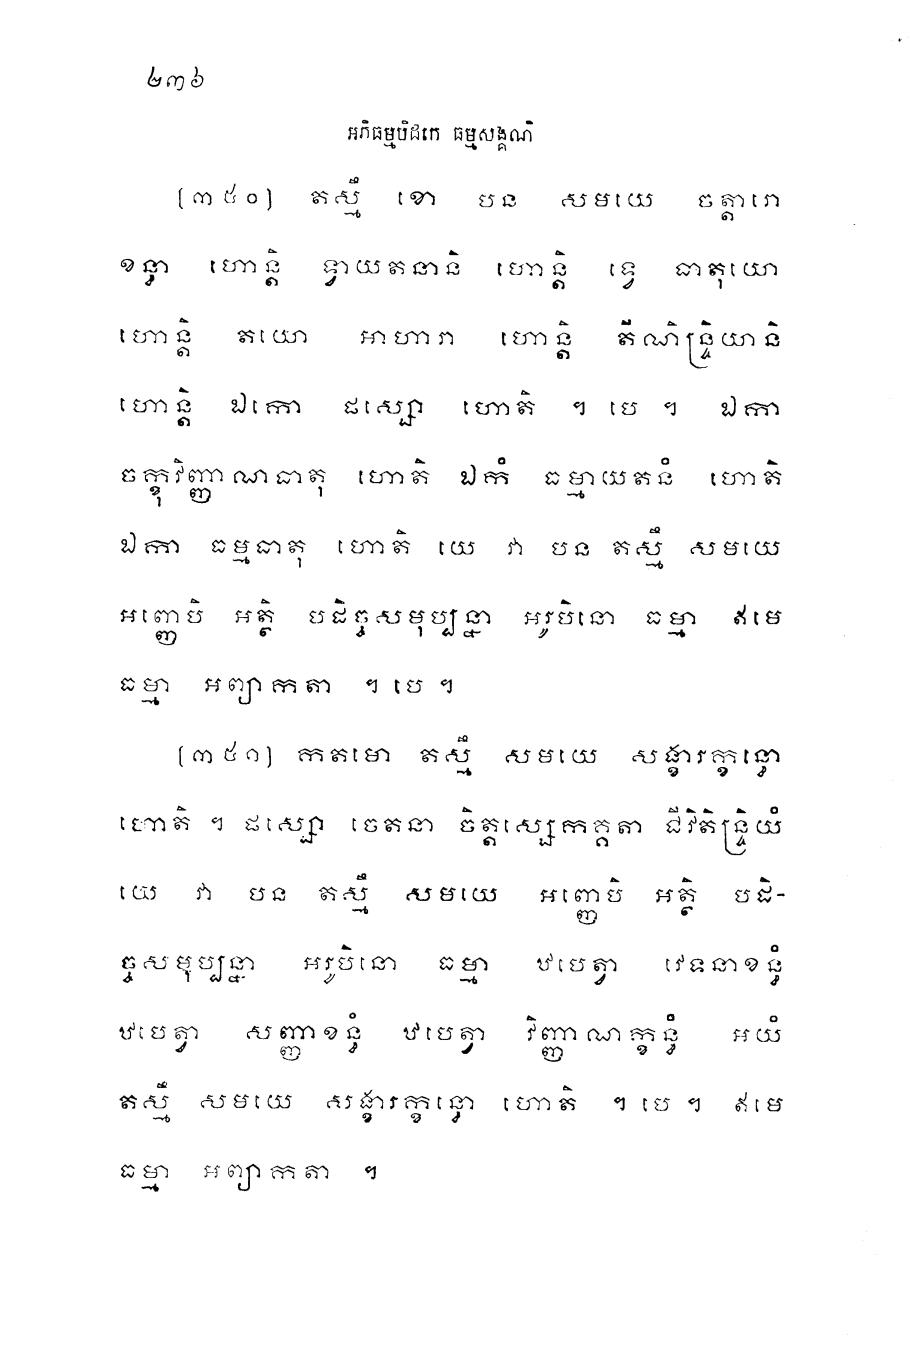 ២៣៦
អភិធម្មបិដកេ ធម្មសង្គណិ
[៣៥០] តស្មឹ ខោ បន សមយេ ចត្តារោ
ខន្ធា ហោន្តិ ទ្វាយតនានិ ហោន្តិ ទ្វេ ធាតុយោ
ហោន្តិ តយោ អាហារា ហោន្តិ តីណិន្ទ្រិយានិ
ហោន្តិ ឯកោ ផស្សោ ហោតិ ។ បេ ។ ឯកា
ចក្ខុវិញ្ញាណធាតុ ហោតិ ឯកំ ធម្មាយតនំ ហោតិ
ឯកា ធម្មធាតុ ហោតិ យេ វា បន តស្មឹ សមយេ
អញ្ញេបិ អត្ថិ បដិច្ចសមុប្បន្នា អរូបិនោ ធម្មា ឥមេ
ធម្មា អព្យាកតា ។ បេ ។
[៣៥១] កតមោ តស្មឹ សមយេ សង្ខារក្ខន្ធោ
ហោតិ ។ ផស្សោ ចេតនា ចិត្តស្សេកគ្គតា ជីវិតិន្ទ្រិយំ
យេ វា បន តស្មឹ សមយេ អញ្ញេបិ អត្ថិ បដិ-
ច្ចសមុប្បន្នា អរូបិនោ ធម្មា ឋបេត្វា វេទនាខន្ធំ
ឋបេត្វា សញ្ញាខន្ធំ ឋបេត្វា វិញ្ញាណក្ខន្ធំ អយំ
តស្មឹ សមយេ សង្ខារក្ខន្ធោ ហោតិ ។ បេ ។ ឥមេ
ធម្មា អព្យាកតា ។